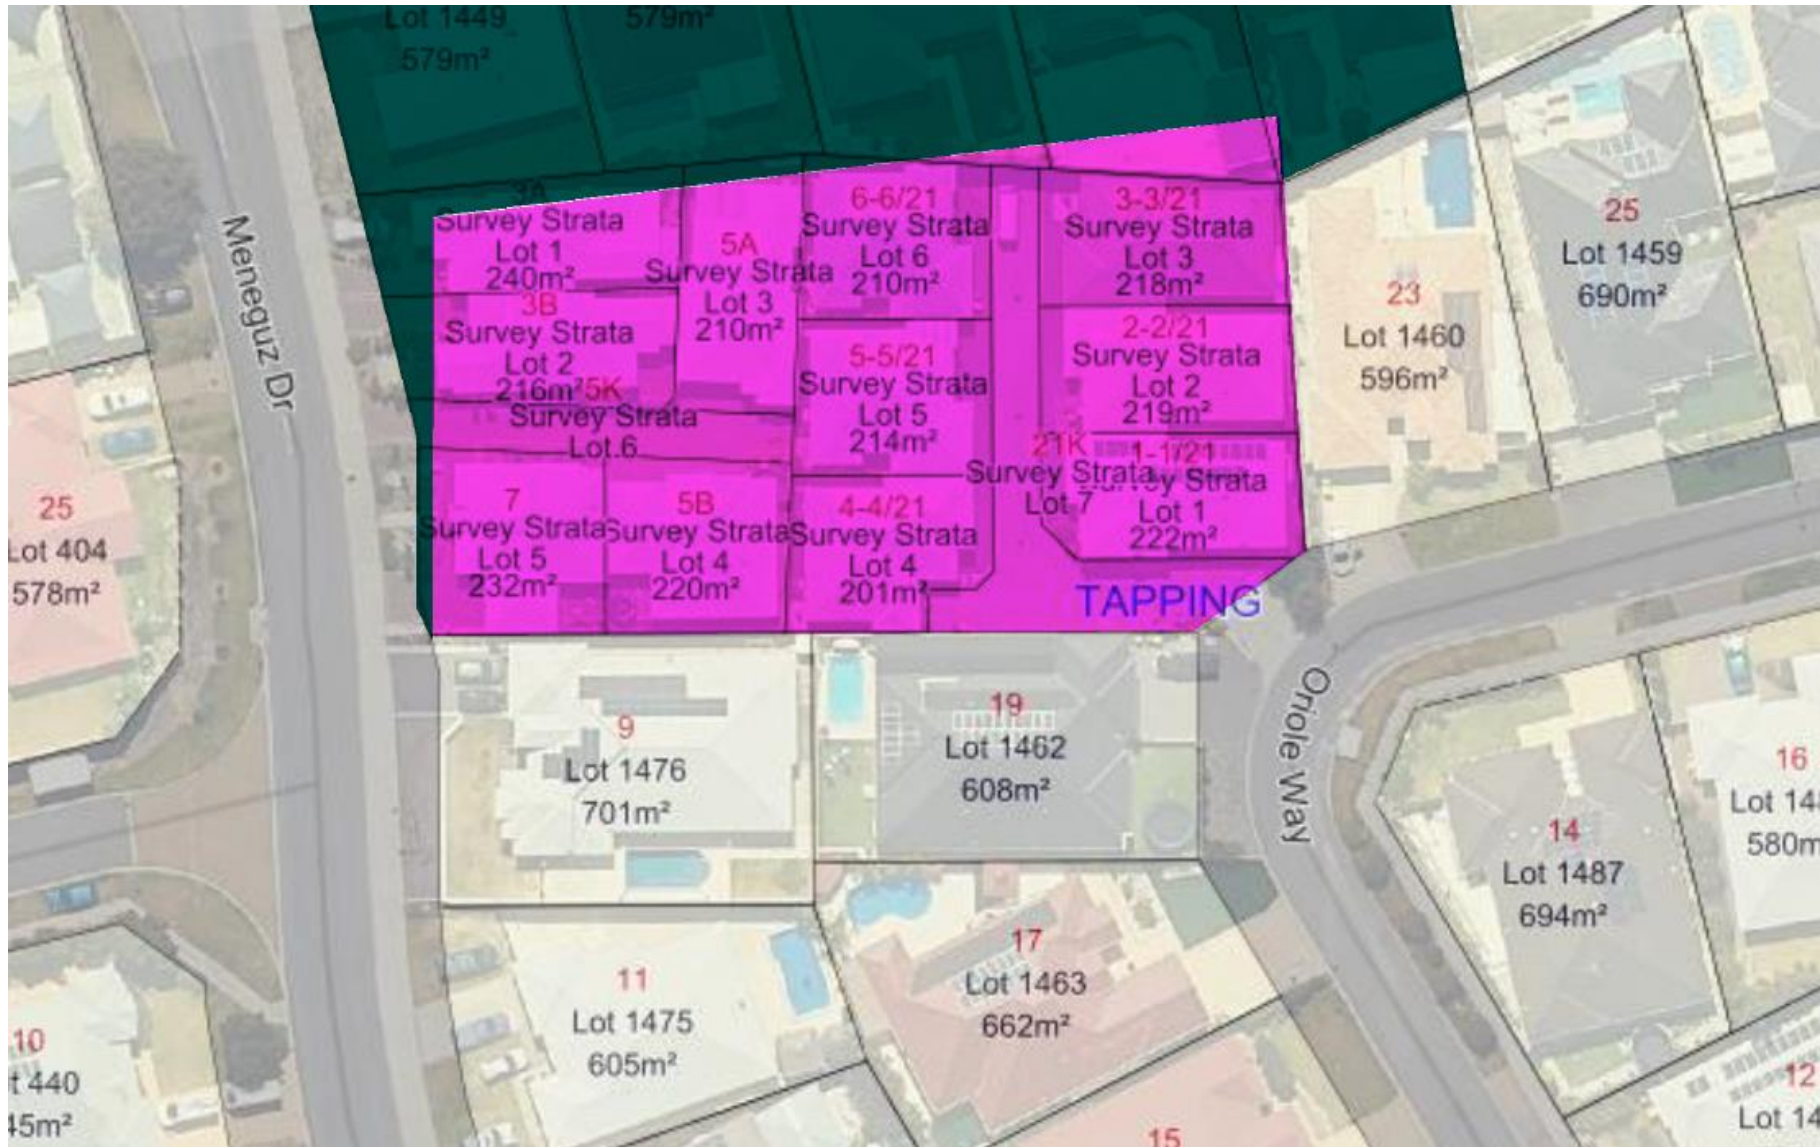 Lot 1449
579m²
579m²
3A
Survey Strata
Lot 1
240m²
3B
Survey Strata
Lot 2
216m²
5K
Survey Strata
Lot 6
5A
Survey Strata
Lot 3
210m²
6-6/21
Survey Strata
Lot 6
210m²
3-3/21
Survey Strata
Lot 3
218m²
5-5/21
Survey Strata
Lot 5
214m²
2-2/21
Survey Strata
Lot 2
219m²
21K
Survey Strata
Lot 7
1-1/21
Survey Strata
Lot 1
222m²
7
Survey Strata
Lot 5
232m²
5B
Survey Strata
Lot 4
220m²
4-4/21
Survey Strata
Lot 4
201m²
TAPPING
23
Lot 1460
596m²
25
Lot 1459
690m²
Meneguz Dr
25
Lot 404
578m²
9
Lot 1476
701m²
19
Lot 1462
608m²
Oriole Way
14
Lot 1487
694m²
16
Lot 148
580m
11
Lot 1475
605m²
17
Lot 1463
662m²
10
t 440
45m²
15
12
Lot 14